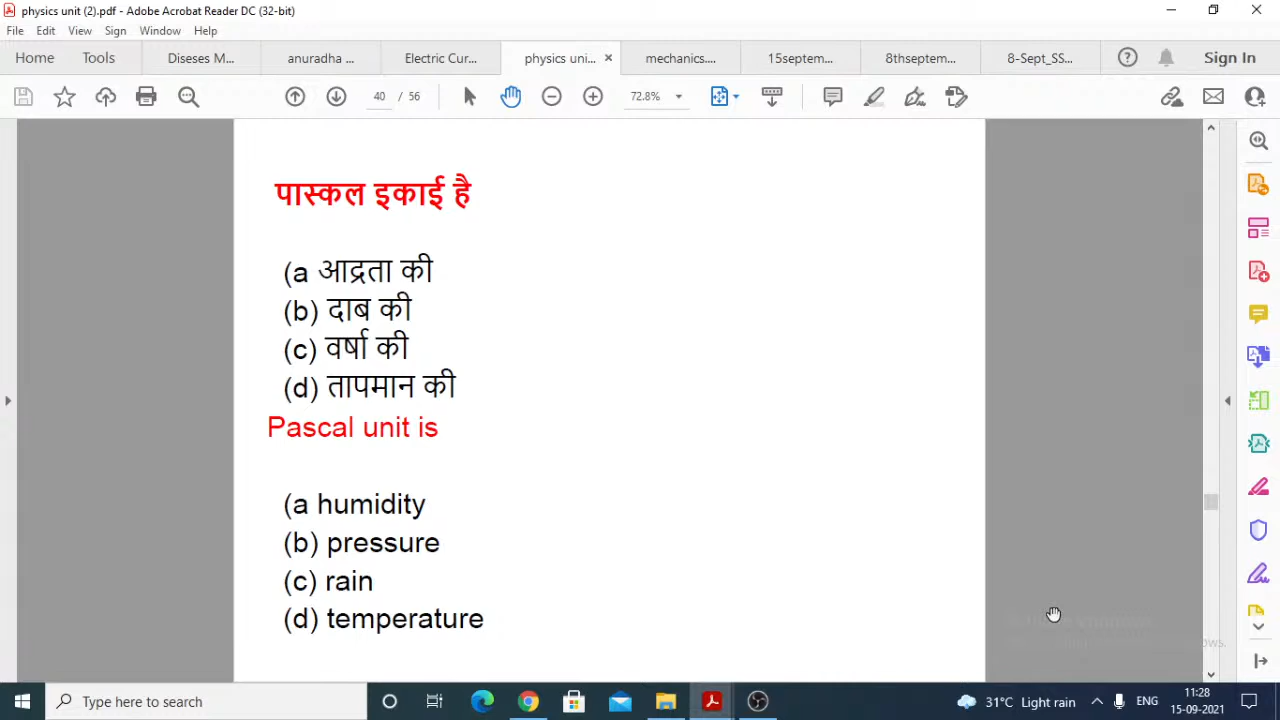 physics unit (2).pdf - Adobe Acrobat Reader DC (32-bit)
File Edit View Sign Window Help
Home Tools Diseses M... anuradha ... Electric Cur... physics uni... mechanics.... 15septem... 8thseptem... 8-Sept_SS... Sign In
40 / 56 72.8%
पास्कल इकाई है
(a आद्रता की
(b) दाब की
(c) वर्षा की
(d) तापमान की
Pascal unit is
(a humidity
(b) pressure
(c) rain
(d) temperature
Type here to search
31°C Light rain ENG 11:28
15-09-2021